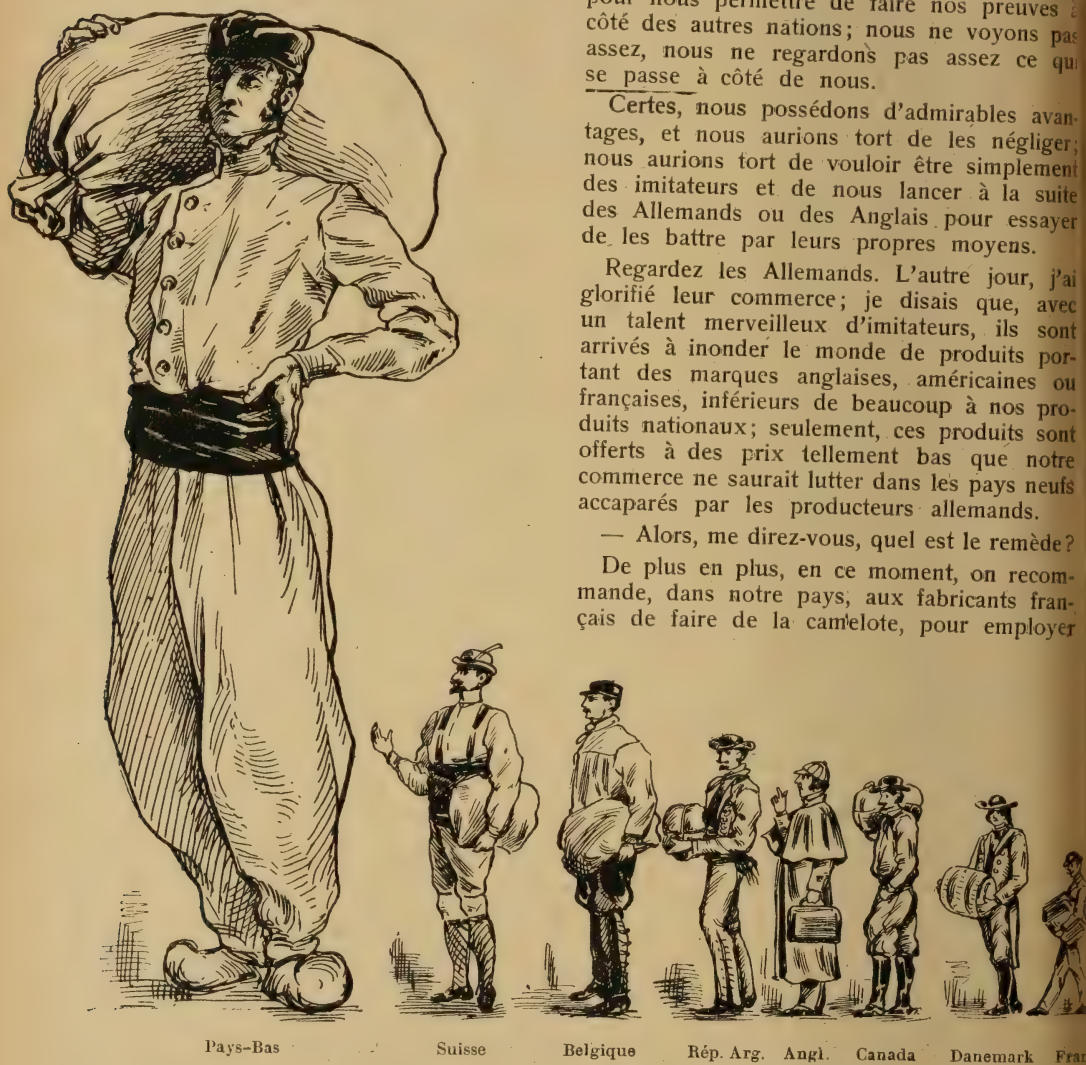 pour nous permettre de faire nos preuves
côté des autres nations; nous ne voyons pas
assez, nous ne regardons pas assez ce qui
se passe à côté de nous.
Certes, nous possédons d'admirables avan-
tages, et nous aurions tort de les négliger;
nous aurions tort de vouloir être simplement
des imitateurs et de nous lancer à la suite
des Allemands ou des Anglais pour essayer
de les battre par leurs propres moyens.
Regardez les Allemands. L'autre jour, j'ai
glorifié leur commerce; je disais que, avec
un talent merveilleux d'imitateurs, ils sont
arrivés à inonder le monde de produits por-
tant des marques anglaises, américaines ou
françaises, inférieurs de beaucoup à nos pro-
duits nationaux; seulement, ces produits sont
offerts à des prix tellement bas que notre
commerce ne saurait lutter dans les pays neufs
accaparés par les producteurs allemands.
— Alors, me direz-vous, quel est le remède?
De plus en plus, en ce moment, on recom-
mande, dans notre pays, aux fabricants fran-
çais de faire de la camelote, pour employer
Pays-Bas Suisse Belgique Rép. Arg. Angl. Canada Danemark Fran